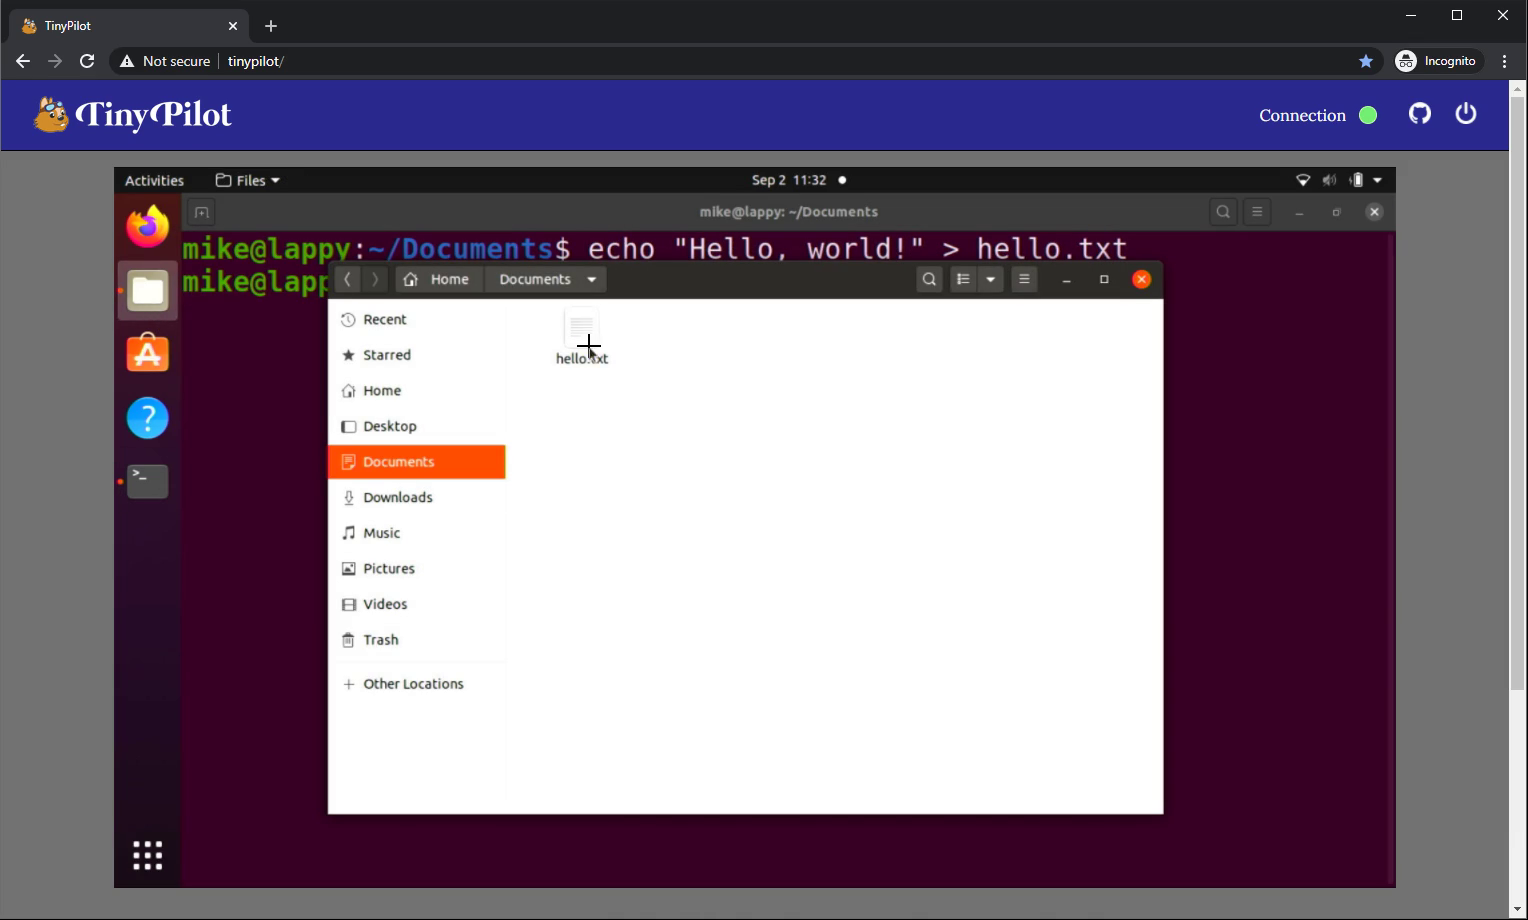 TinyPilot
Not secure
tinypilot/
Incognito
TinyPilot
Connection
Activities
Files
Sep 2 11:32
mike@lappy: ~/Documents
mike@lappy:~/Documents$ echo "Hello, world!" > hello.txt
mike@lapp
Home
Documents
Recent
Starred
Home
Desktop
Documents
Downloads
Music
Pictures
Videos
Trash
Other Locations
hello.txt
>_